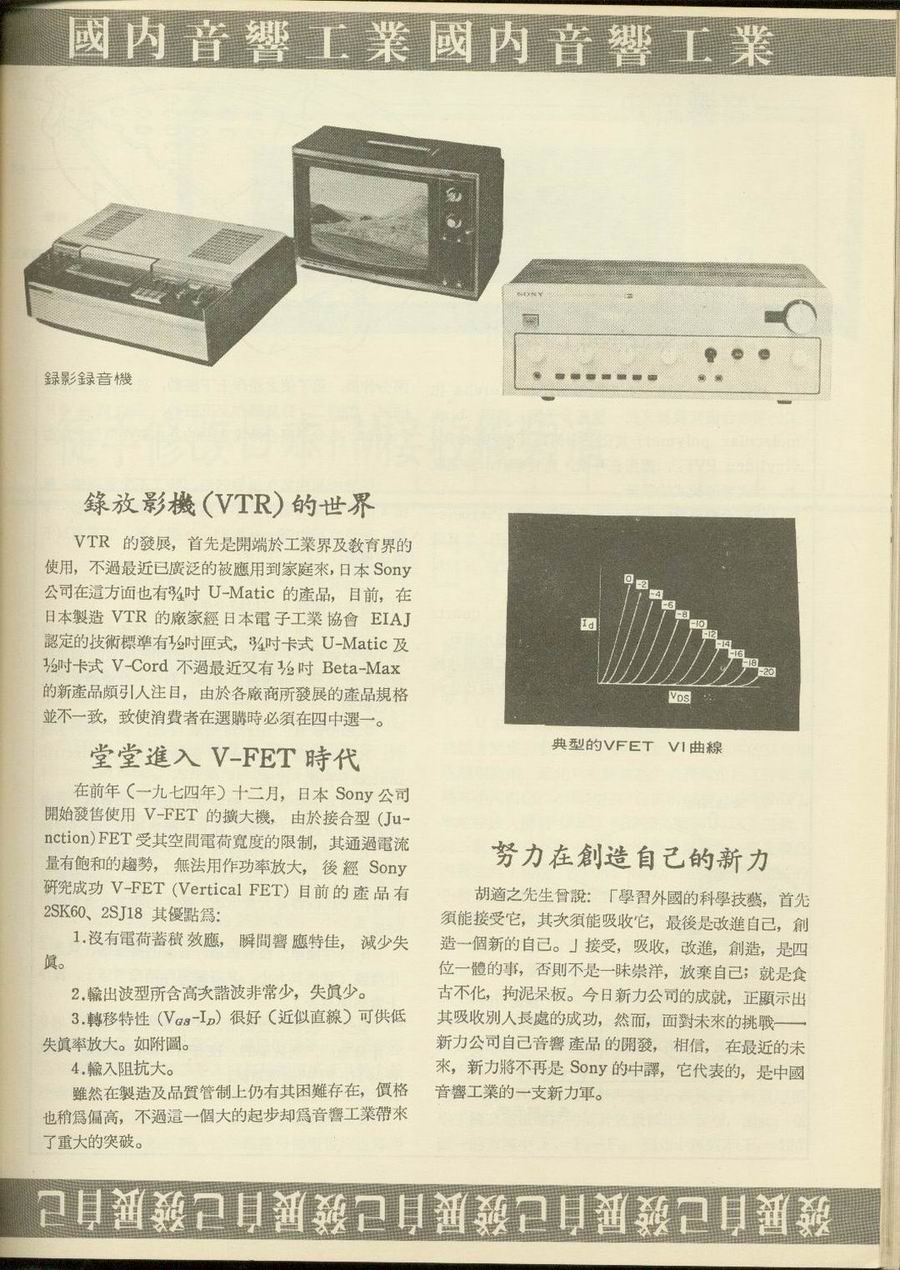 國内音響工業國内音響工業
SONY
録影録音機
錄放影機(VTR)的世界
VTR 的發展，首先是開端於工業界及敎育界的
使用，不過最近已廣泛的被應用到家庭來，日本 Sony
公司在這方面也有¾吋 U-Matic 的產品，目前，在
日本製造 VTR 的廠家經日本電子工業協會 EIAJ
認定的技術標準有½吋匣式，¾吋卡式 U-Matic 及
½吋卡式 V-Cord 不過最近又有½吋 Beta-Max
的新產品頗引人注目，由於各廠商所發展的產品規格
並不一致，致使消費者在選購時必須在四中選一。
堂堂進入 V-FET 時代
在前年（一九七四年）十二月，日本 Sony 公司
開始發售使用 V-FET 的擴大機，由於接合型 (Ju-
nction) FET 受其空間電荷寬度的限制，其通過電流
量有飽和的趨勢，無法用作功率放大，後經 Sony
研究成功 V-FET (Vertical FET) 目前的產品有
2SK60、2SJ18 其優點爲：
1.沒有電荷蓄積效應，瞬間響應特佳，減少失
眞。
2.輸出波型所含高次諧波非常少，失眞少。
3.轉移特性 (VGS-ID) 很好（近似直線）可供低
失眞率放大。如附圖。
4.輸入阻抗大。
雖然在製造及品質管制上仍有其困難存在，價格
也稍爲偏高，不過這一個大的起步却爲音響工業帶來
了重大的突破。
Id
0
-2
-4
-6
-8
-10
-12
-14
-16
-18
-20
VDS
典型的VFET VI曲線
努力在創造自己的新力
胡適之先生曾說：「學習外國的科學技藝，首先
須能接受它，其次須能吸收它，最後是改進自己，創
造一個新的自己。」接受，吸收，改進，創造，是四
位一體的事，否則不是一昧崇洋，放棄自己；就是食
古不化，拘泥呆板。今日新力公司的成就，正顯示出
其吸收別人長處的成功，然而，面對未來的挑戰——
新力公司自己音響產品的開發，相信，在最近的未
來，新力將不再是 Sony 的中譯，它代表的，是中國
音響工業的一支新力軍。
己自展發己自展發己自展發己自展發己自展發